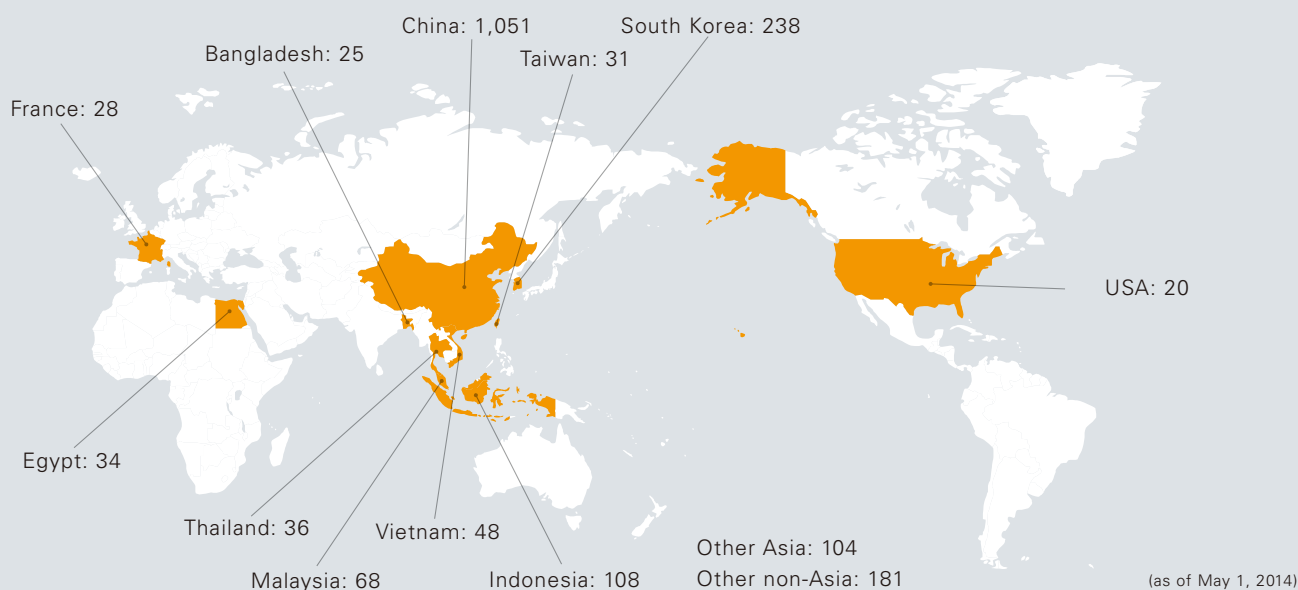 China: 1,051
South Korea: 238
Bangladesh: 25
Taiwan: 31
France: 28
USA: 20
Egypt: 34
Thailand: 36
Vietnam: 48
Other Asia: 104
Malaysia: 68
Indonesia: 108
Other non-Asia: 181
(as of May 1, 2014)